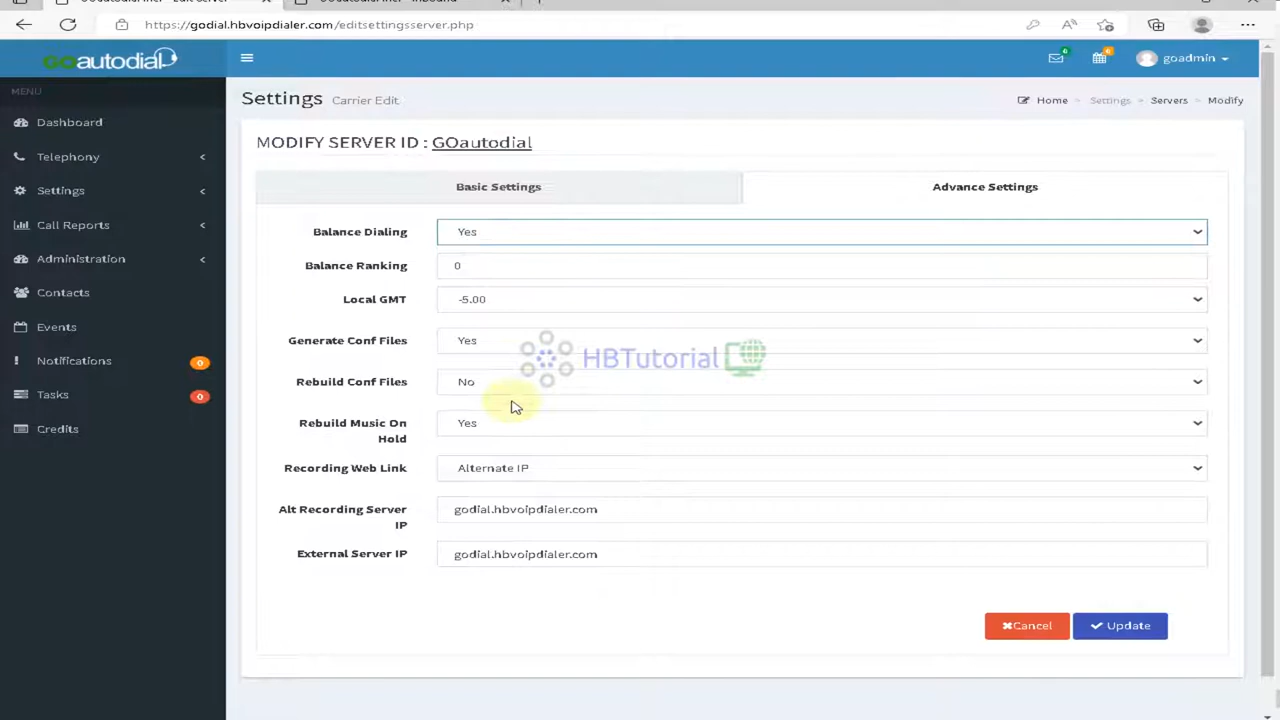 https://godial.hbvoipdialer.com/editsettingsserver.php
GOautodial
0
0
goadmin
MENU
Dashboard
Telephony
Settings
Call Reports
Administration
Contacts
Events
Notifications 0
Tasks 0
Credits
Settings Carrier Edit
Home > Settings > Servers > Modify
MODIFY SERVER ID : GOautodial
Basic Settings
Advance Settings
Balance Dialing Yes
Balance Ranking 0
Local GMT -5.00
Generate Conf Files Yes
HBTutorial
Rebuild Conf Files No
Rebuild Music On
Hold
Yes
Recording Web Link Alternate IP
Alt Recording Server
IP
godial.hbvoipdialer.com
External Server IP godial.hbvoipdialer.com
Cancel
Update